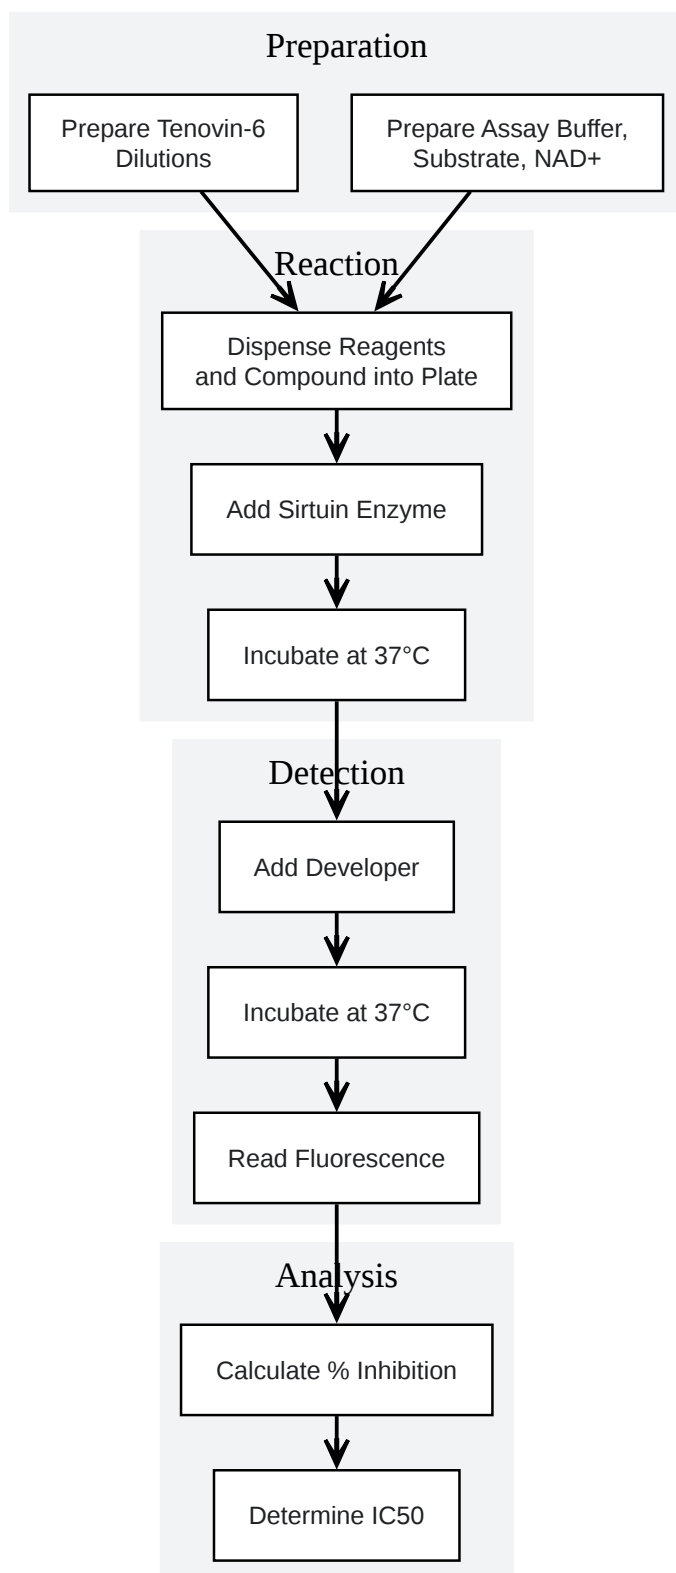 Preparation
Prepare Tenovin-6
Dilutions
Prepare Assay Buffer,
Substrate, NAD+
Reaction
Dispense Reagents
and Compound into Plate
Add Sirtuin Enzyme
Incubate at 37°C
Detection
Add Developer
Incubate at 37°C
Read Fluorescence
Analysis
Calculate % Inhibition
Determine IC50